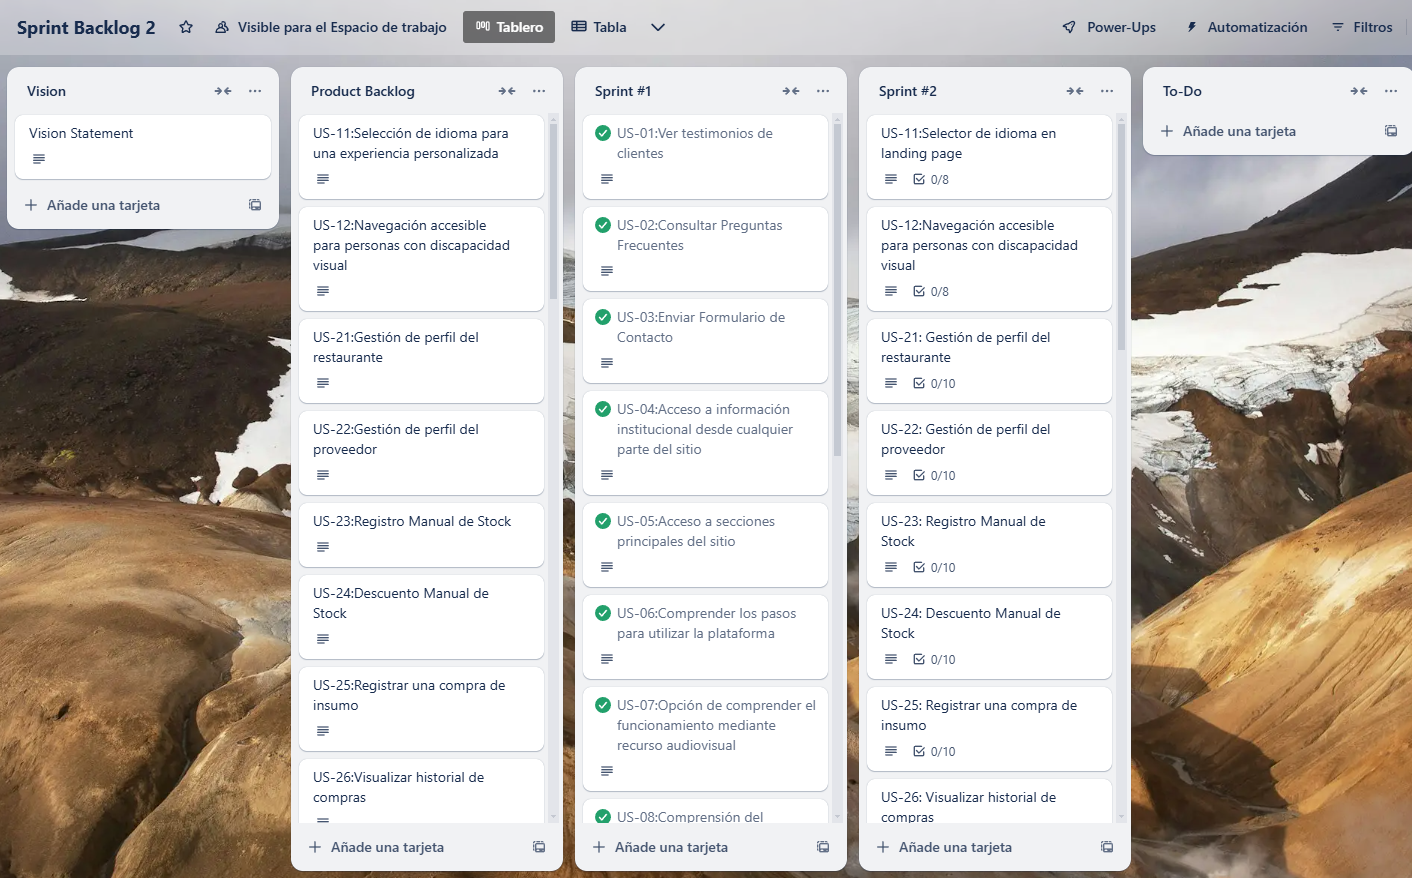 Sprint Backlog 2
Visible para el Espacio de trabajo
Tablero
Tabla
Power-Ups
Automatización
Filtros
Vision
Vision Statement
Añade una tarjeta
Product Backlog
US-11:Selección de idioma para
una experiencia personalizada
US-12:Navegación accesible
para personas con discapacidad
visual
US-21:Gestión de perfil del
restaurante
US-22:Gestión de perfil del
proveedor
US-23:Registro Manual de Stock
US-24:Descuento Manual de
Stock
US-25:Registrar una compra de
insumo
US-26:Visualizar historial de
compras
Añade una tarjeta
Sprint #1
US-01:Ver testimonios de
clientes
US-02:Consultar Preguntas
Frecuentes
US-03:Enviar Formulario de
Contacto
US-04:Acceso a información
institucional desde cualquier
parte del sitio
US-05:Acceso a secciones
principales del sitio
US-06:Comprender los pasos
para utilizar la plataforma
US-07:Opción de comprender el
funcionamiento mediante
recurso audiovisual
US-08:Comprensión del
Añade una tarjeta
Sprint #2
US-11:Selector de idioma en
landing page
0/8
US-12:Navegación accesible
para personas con discapacidad
visual
0/8
US-21: Gestión de perfil del
restaurante
0/10
US-22: Gestión de perfil del
proveedor
0/10
US-23: Registro Manual de
Stock
0/10
US-24: Descuento Manual de
Stock
0/10
US-25: Registrar una compra de
insumo
0/10
US-26: Visualizar historial de
compras
Añade una tarjeta
To-Do
Añade una tarjeta